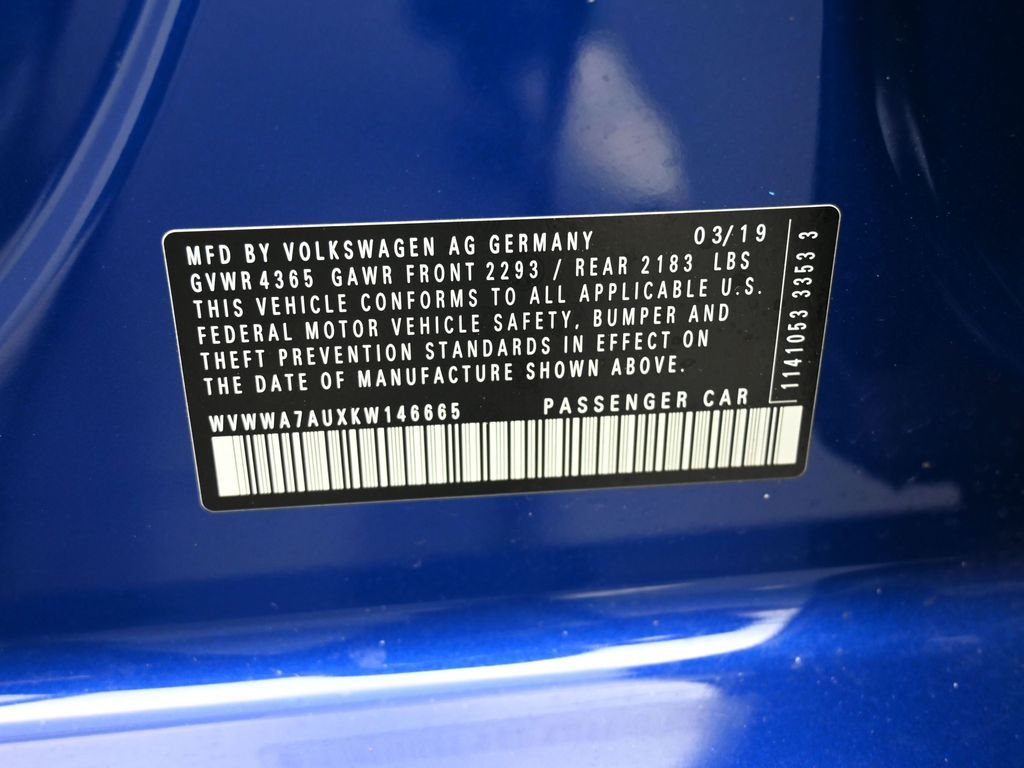 MFD BY VOLKSWAGEN AG GERMANY 03/19
GVWR 4365 GAWR FRONT 2293 / REAR 2183 LBS
THIS VEHICLE CONFORMS TO ALL APPLICABLE U.S.
FEDERAL MOTOR VEHICLE SAFETY, BUMPER AND
THEFT PREVENTION STANDARDS IN EFFECT ON
THE DATE OF MANUFACTURE SHOWN ABOVE.
WVWWA7AUXKW146665 PASSENGER CAR
1141053 3353 3